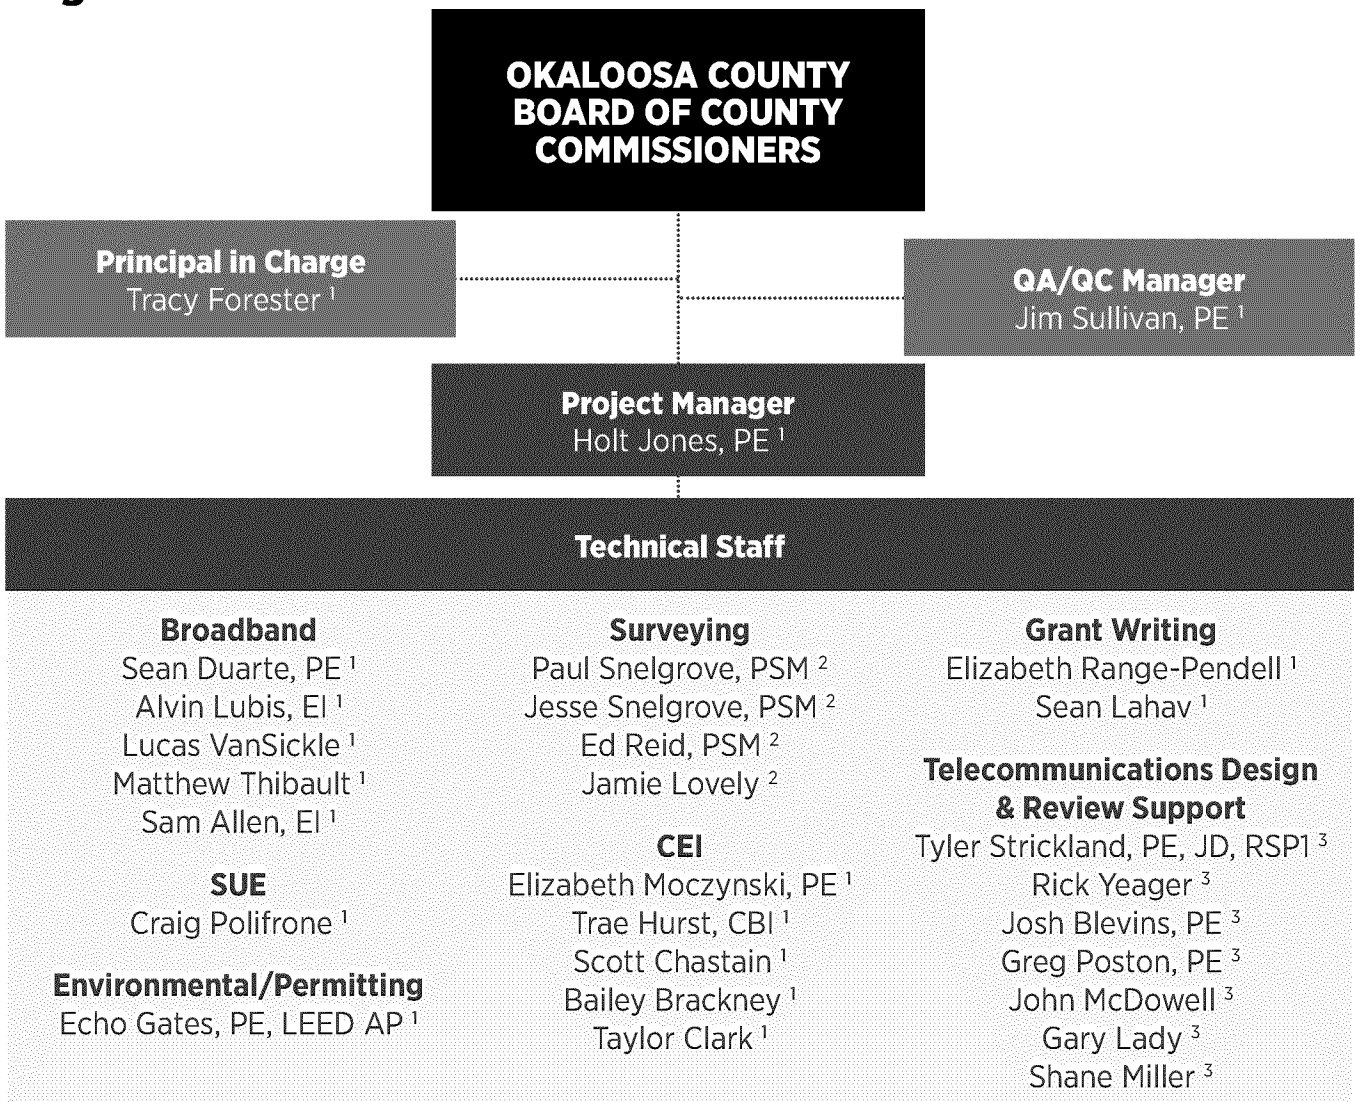 OKALOOSA COUNTY
BOARD OF COUNTY
COMMISSIONERS
Principal in Charge
Tracy Forester ¹
QA/QC Manager
Jim Sullivan, PE ¹
Project Manager
Holt Jones, PE ¹
Technical Staff
Broadband
Sean Duarte, PE ¹
Alvin Lubis, EI ¹
Lucas VanSickle ¹
Matthew Thibault ¹
Sam Allen, EI ¹
SUE
Craig Polifrone ¹
Environmental/Permitting
Echo Gates, PE, LEED AP ¹
Surveying
Paul Snelgrove, PSM ²
Jesse Snelgrove, PSM ²
Ed Reid, PSM ²
Jamie Lovely ²
CEI
Elizabeth Moczynski, PE ¹
Trae Hurst, CBI ¹
Scott Chastain ¹
Bailey Brackney ¹
Taylor Clark ¹
Grant Writing
Elizabeth Range-Pendell ¹
Sean Lahav ¹
Telecommunications Design
& Review Support
Tyler Strickland, PE, JD, RSP1 ³
Rick Yeager ³
Josh Blevins, PE ³
Greg Poston, PE ³
John McDowell ³
Gary Lady ³
Shane Miller ³